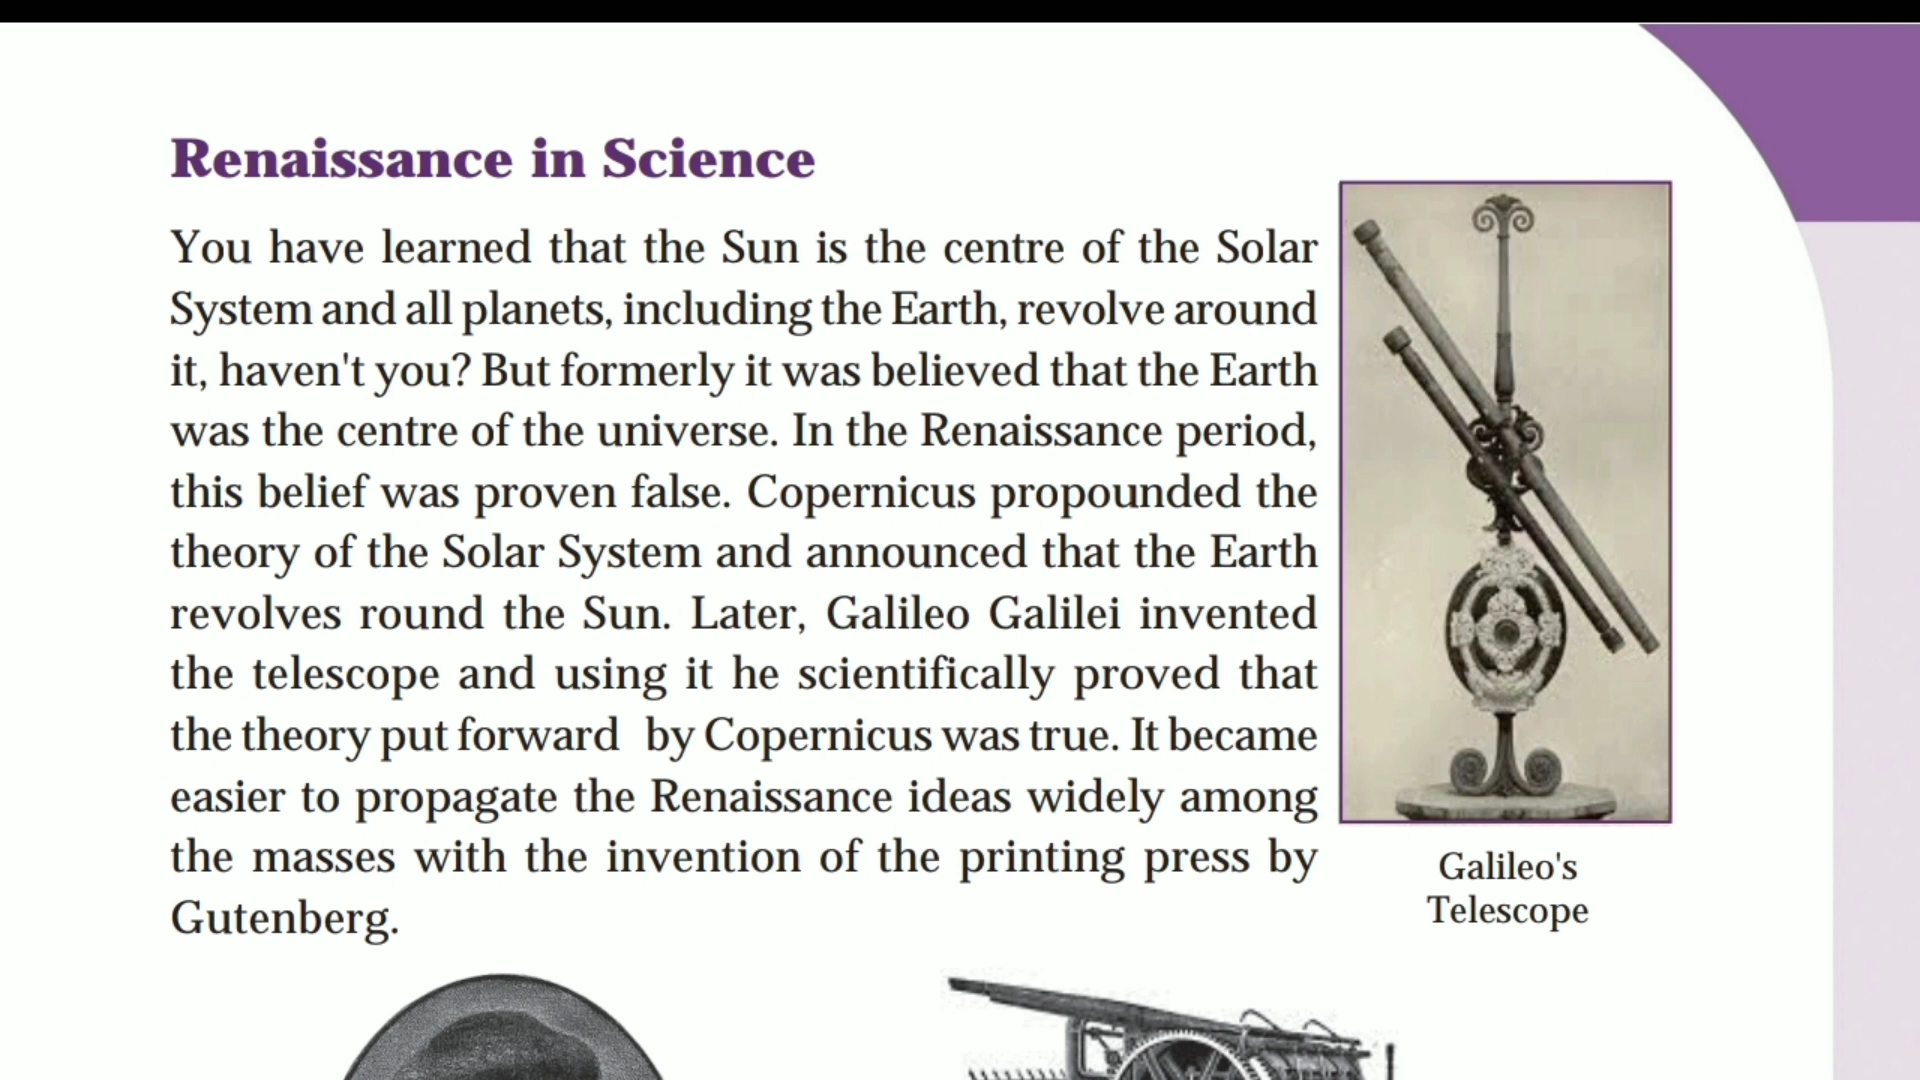 Renaissance in Science
You have learned that the Sun is the centre of the Solar
System and all planets, including the Earth, revolve around
it, haven't you? But formerly it was believed that the Earth
was the centre of the universe. In the Renaissance period,
this belief was proven false. Copernicus propounded the
theory of the Solar System and announced that the Earth
revolves round the Sun. Later, Galileo Galilei invented
the telescope and using it he scientifically proved that
the theory put forward by Copernicus was true. It became
easier to propagate the Renaissance ideas widely among
the masses with the invention of the printing press by
Gutenberg.
Galileo's
Telescope